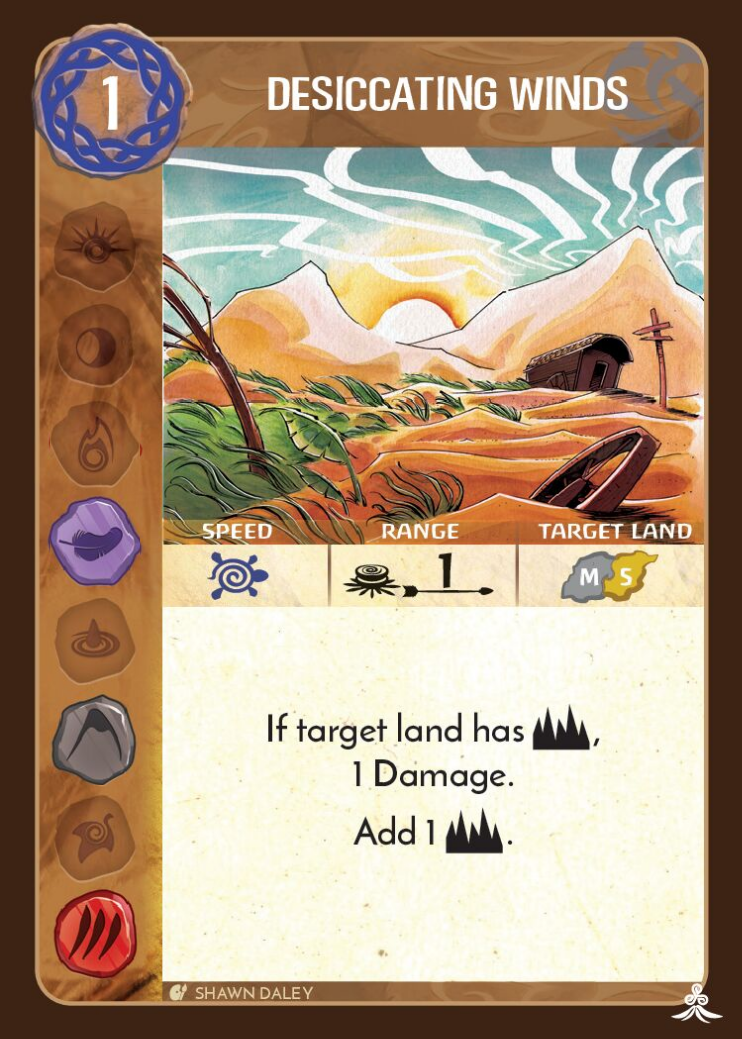 1
DESICCATING WINDS
SPEED RANGE TARGET LAND
1 M S
If target land has ,
1 Damage.
Add 1 .
SHAWN DALEY